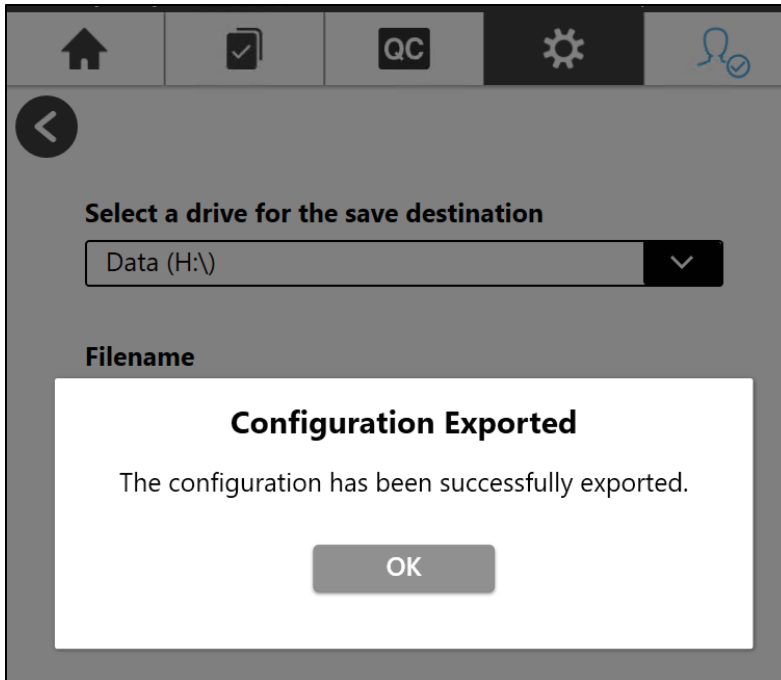 QC
Select a drive for the save destination
Data (H:\)
Filename
Configuration Exported
The configuration has been successfully exported.
OK